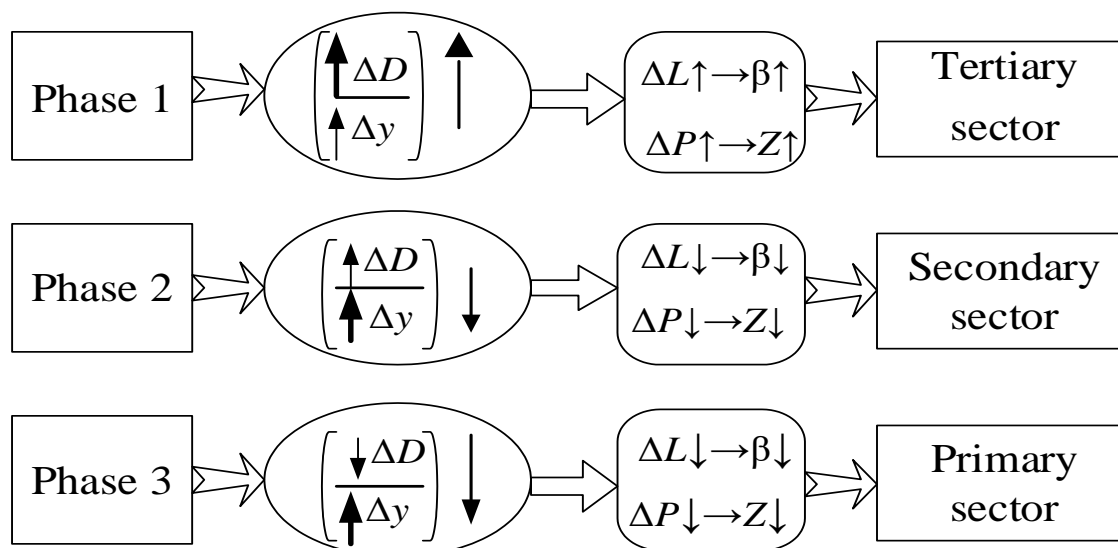 Phase 1
ΔD
Δy
ΔL↑→β↑
ΔP↑→Z↑
Tertiary
sector
Phase 2
ΔD
Δy
ΔL↓→β↓
ΔP↓→Z↓
Secondary
sector
Phase 3
ΔD
Δy
ΔL↓→β↓
ΔP↓→Z↓
Primary
sector